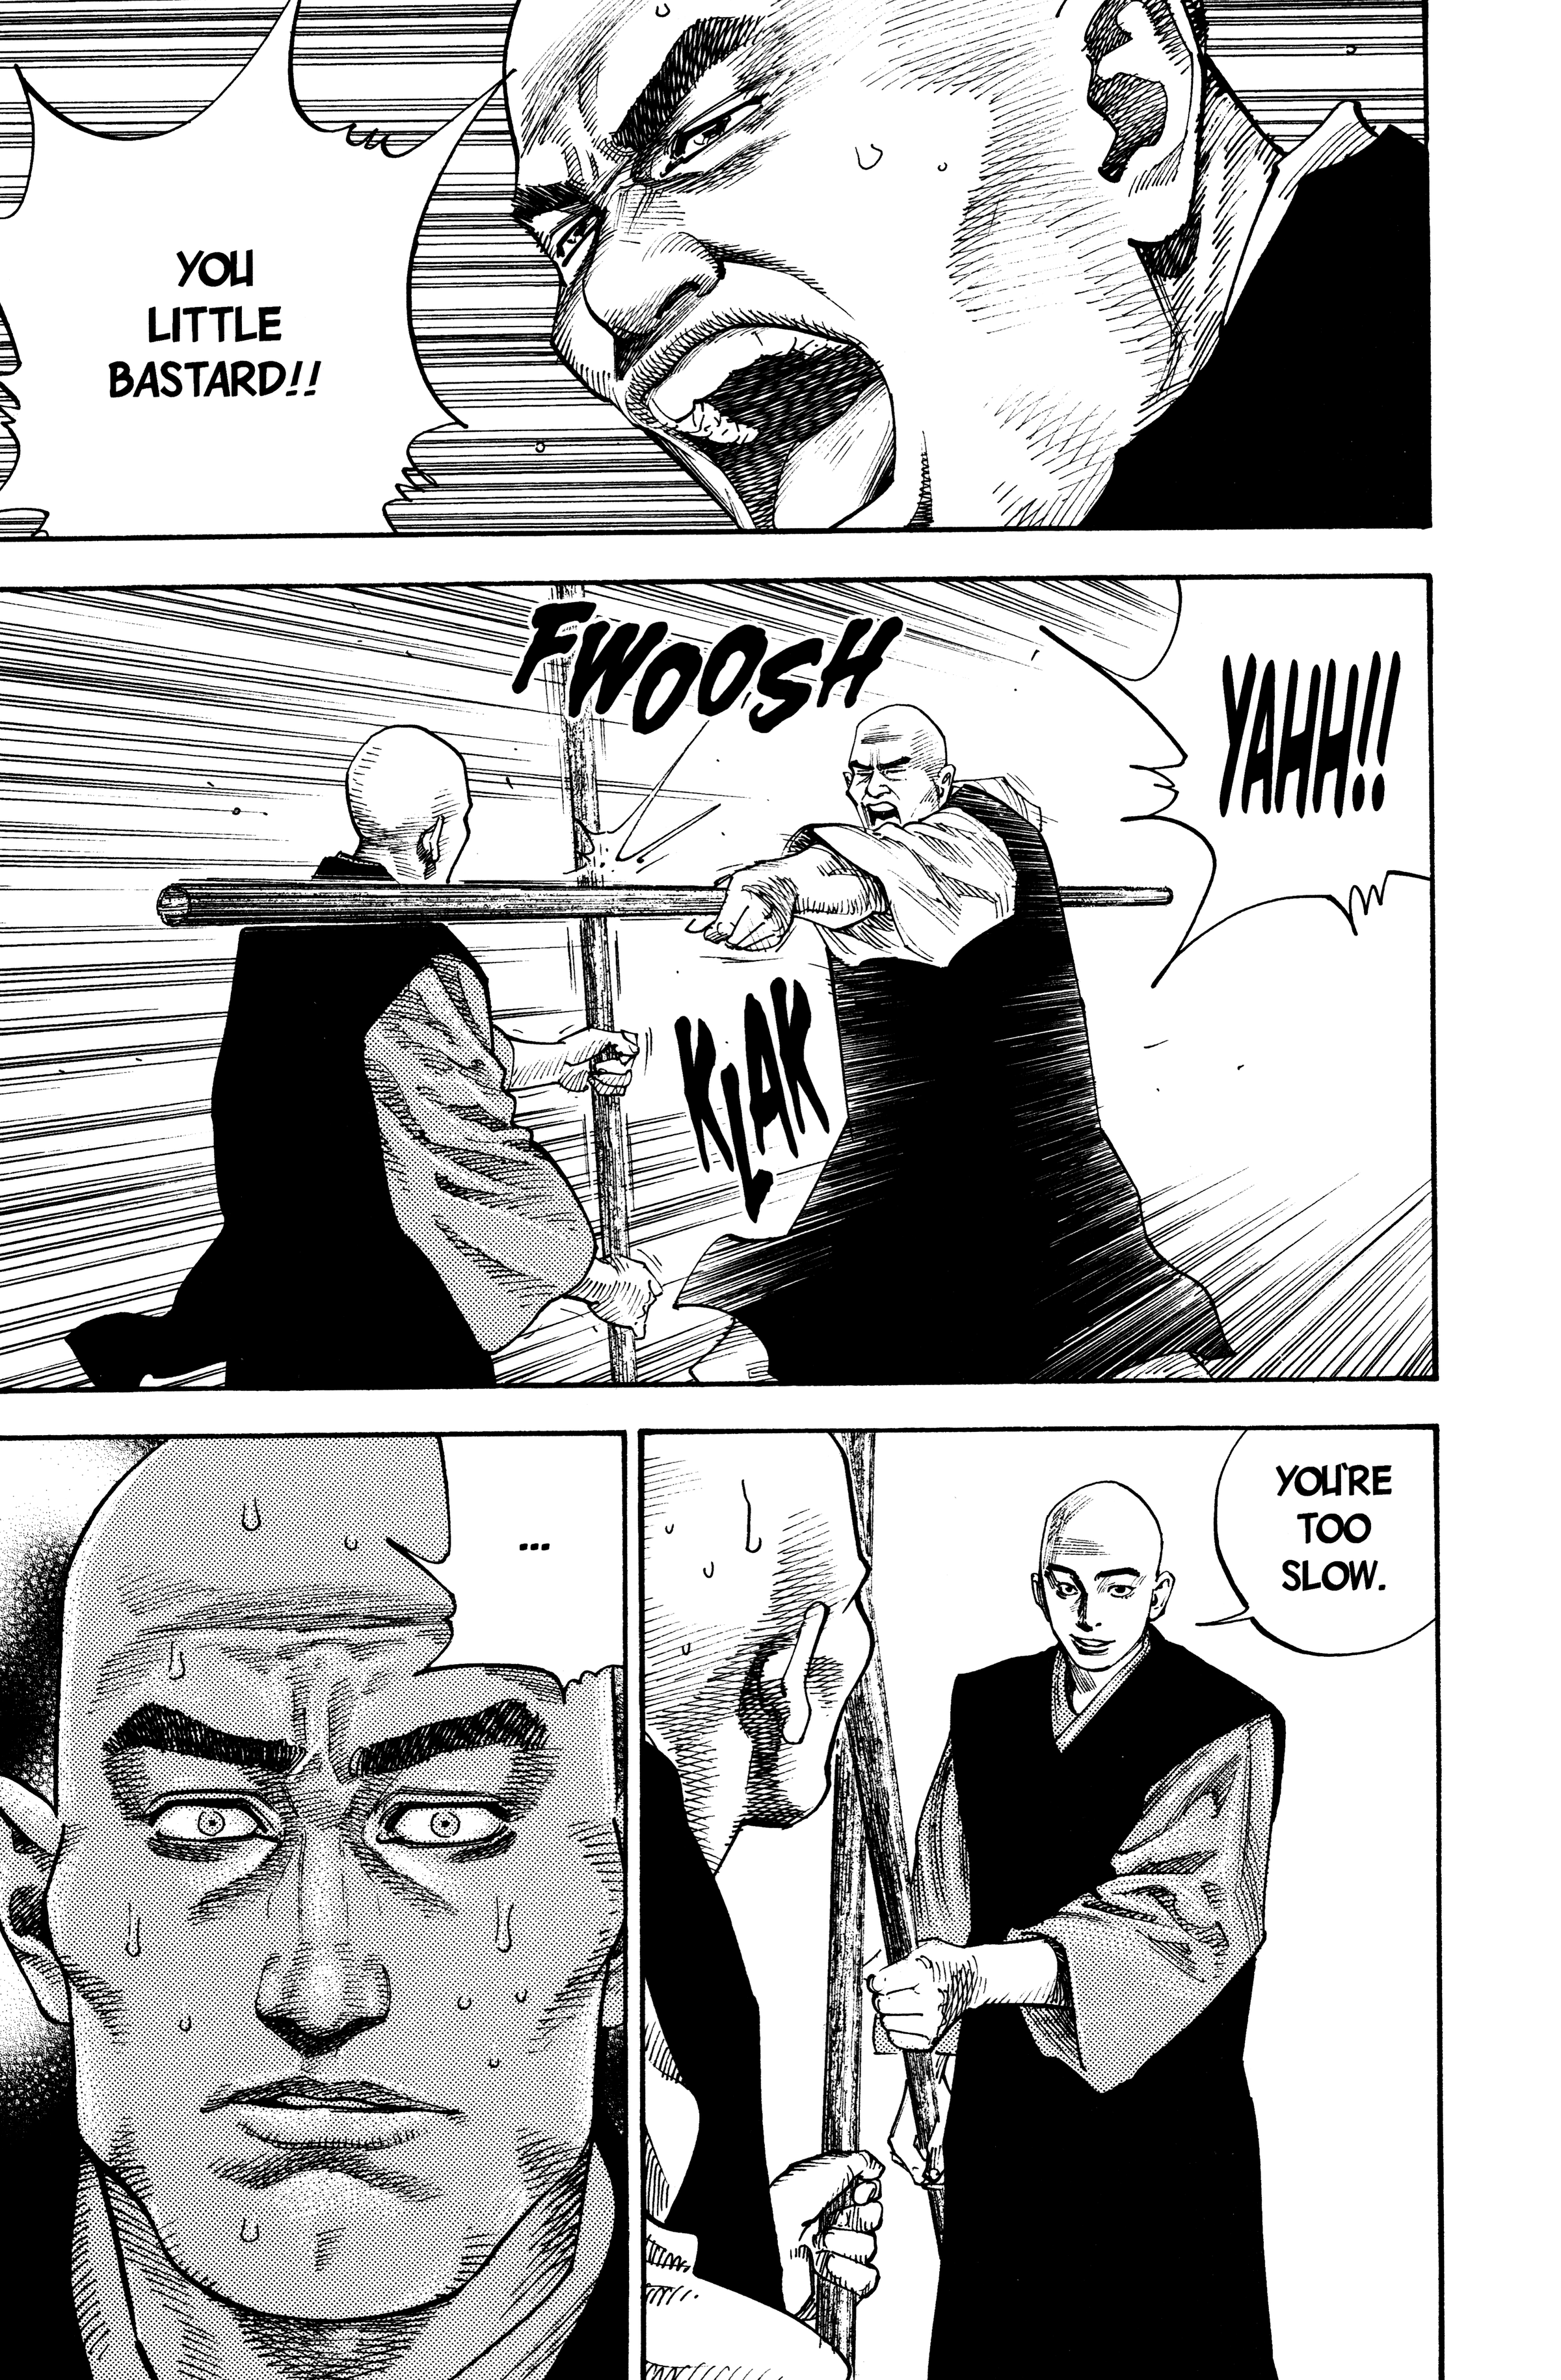 YOU
LITTLE
BASTARD!!
YAHH!!
FWOOSH
KLAK
YOU'RE
TOO
SLOW.
...